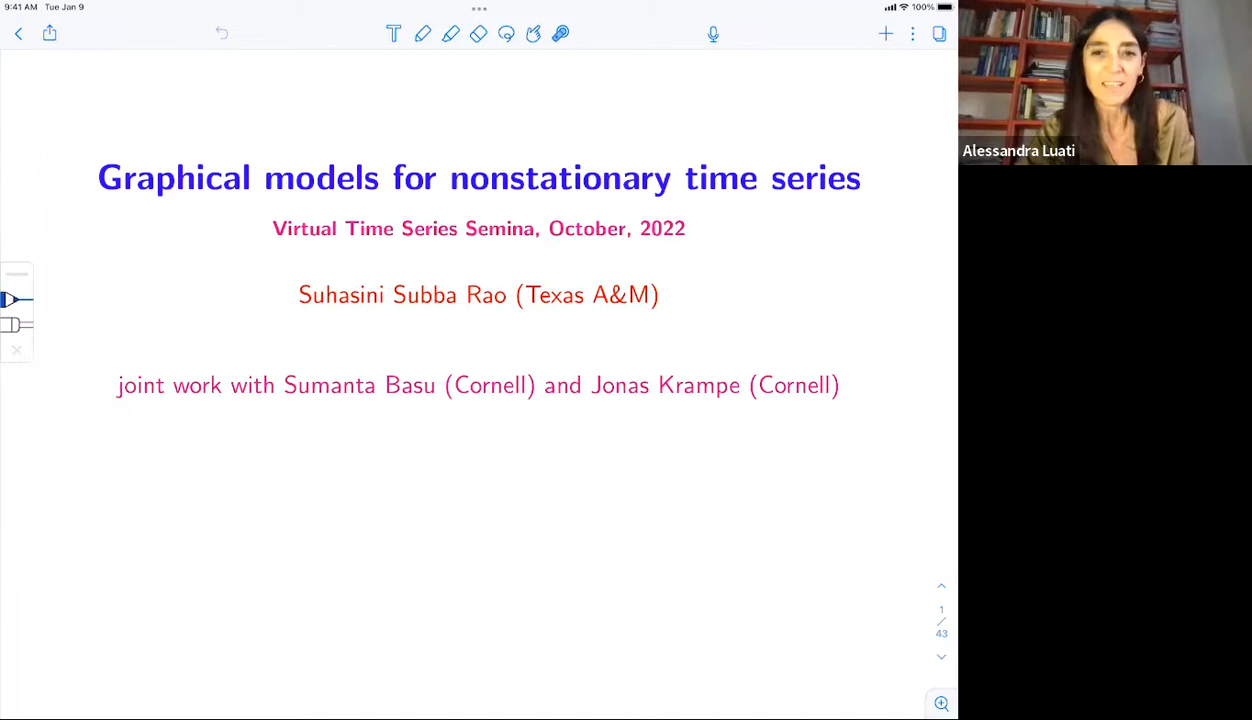 9:41 AM Tue Jan 9
100%
T
Graphical models for nonstationary time series
Virtual Time Series Semina, October, 2022
Suhasini Subba Rao (Texas A&M)
joint work with Sumanta Basu (Cornell) and Jonas Krampe (Cornell)
Alessandra Luati
1
/
43